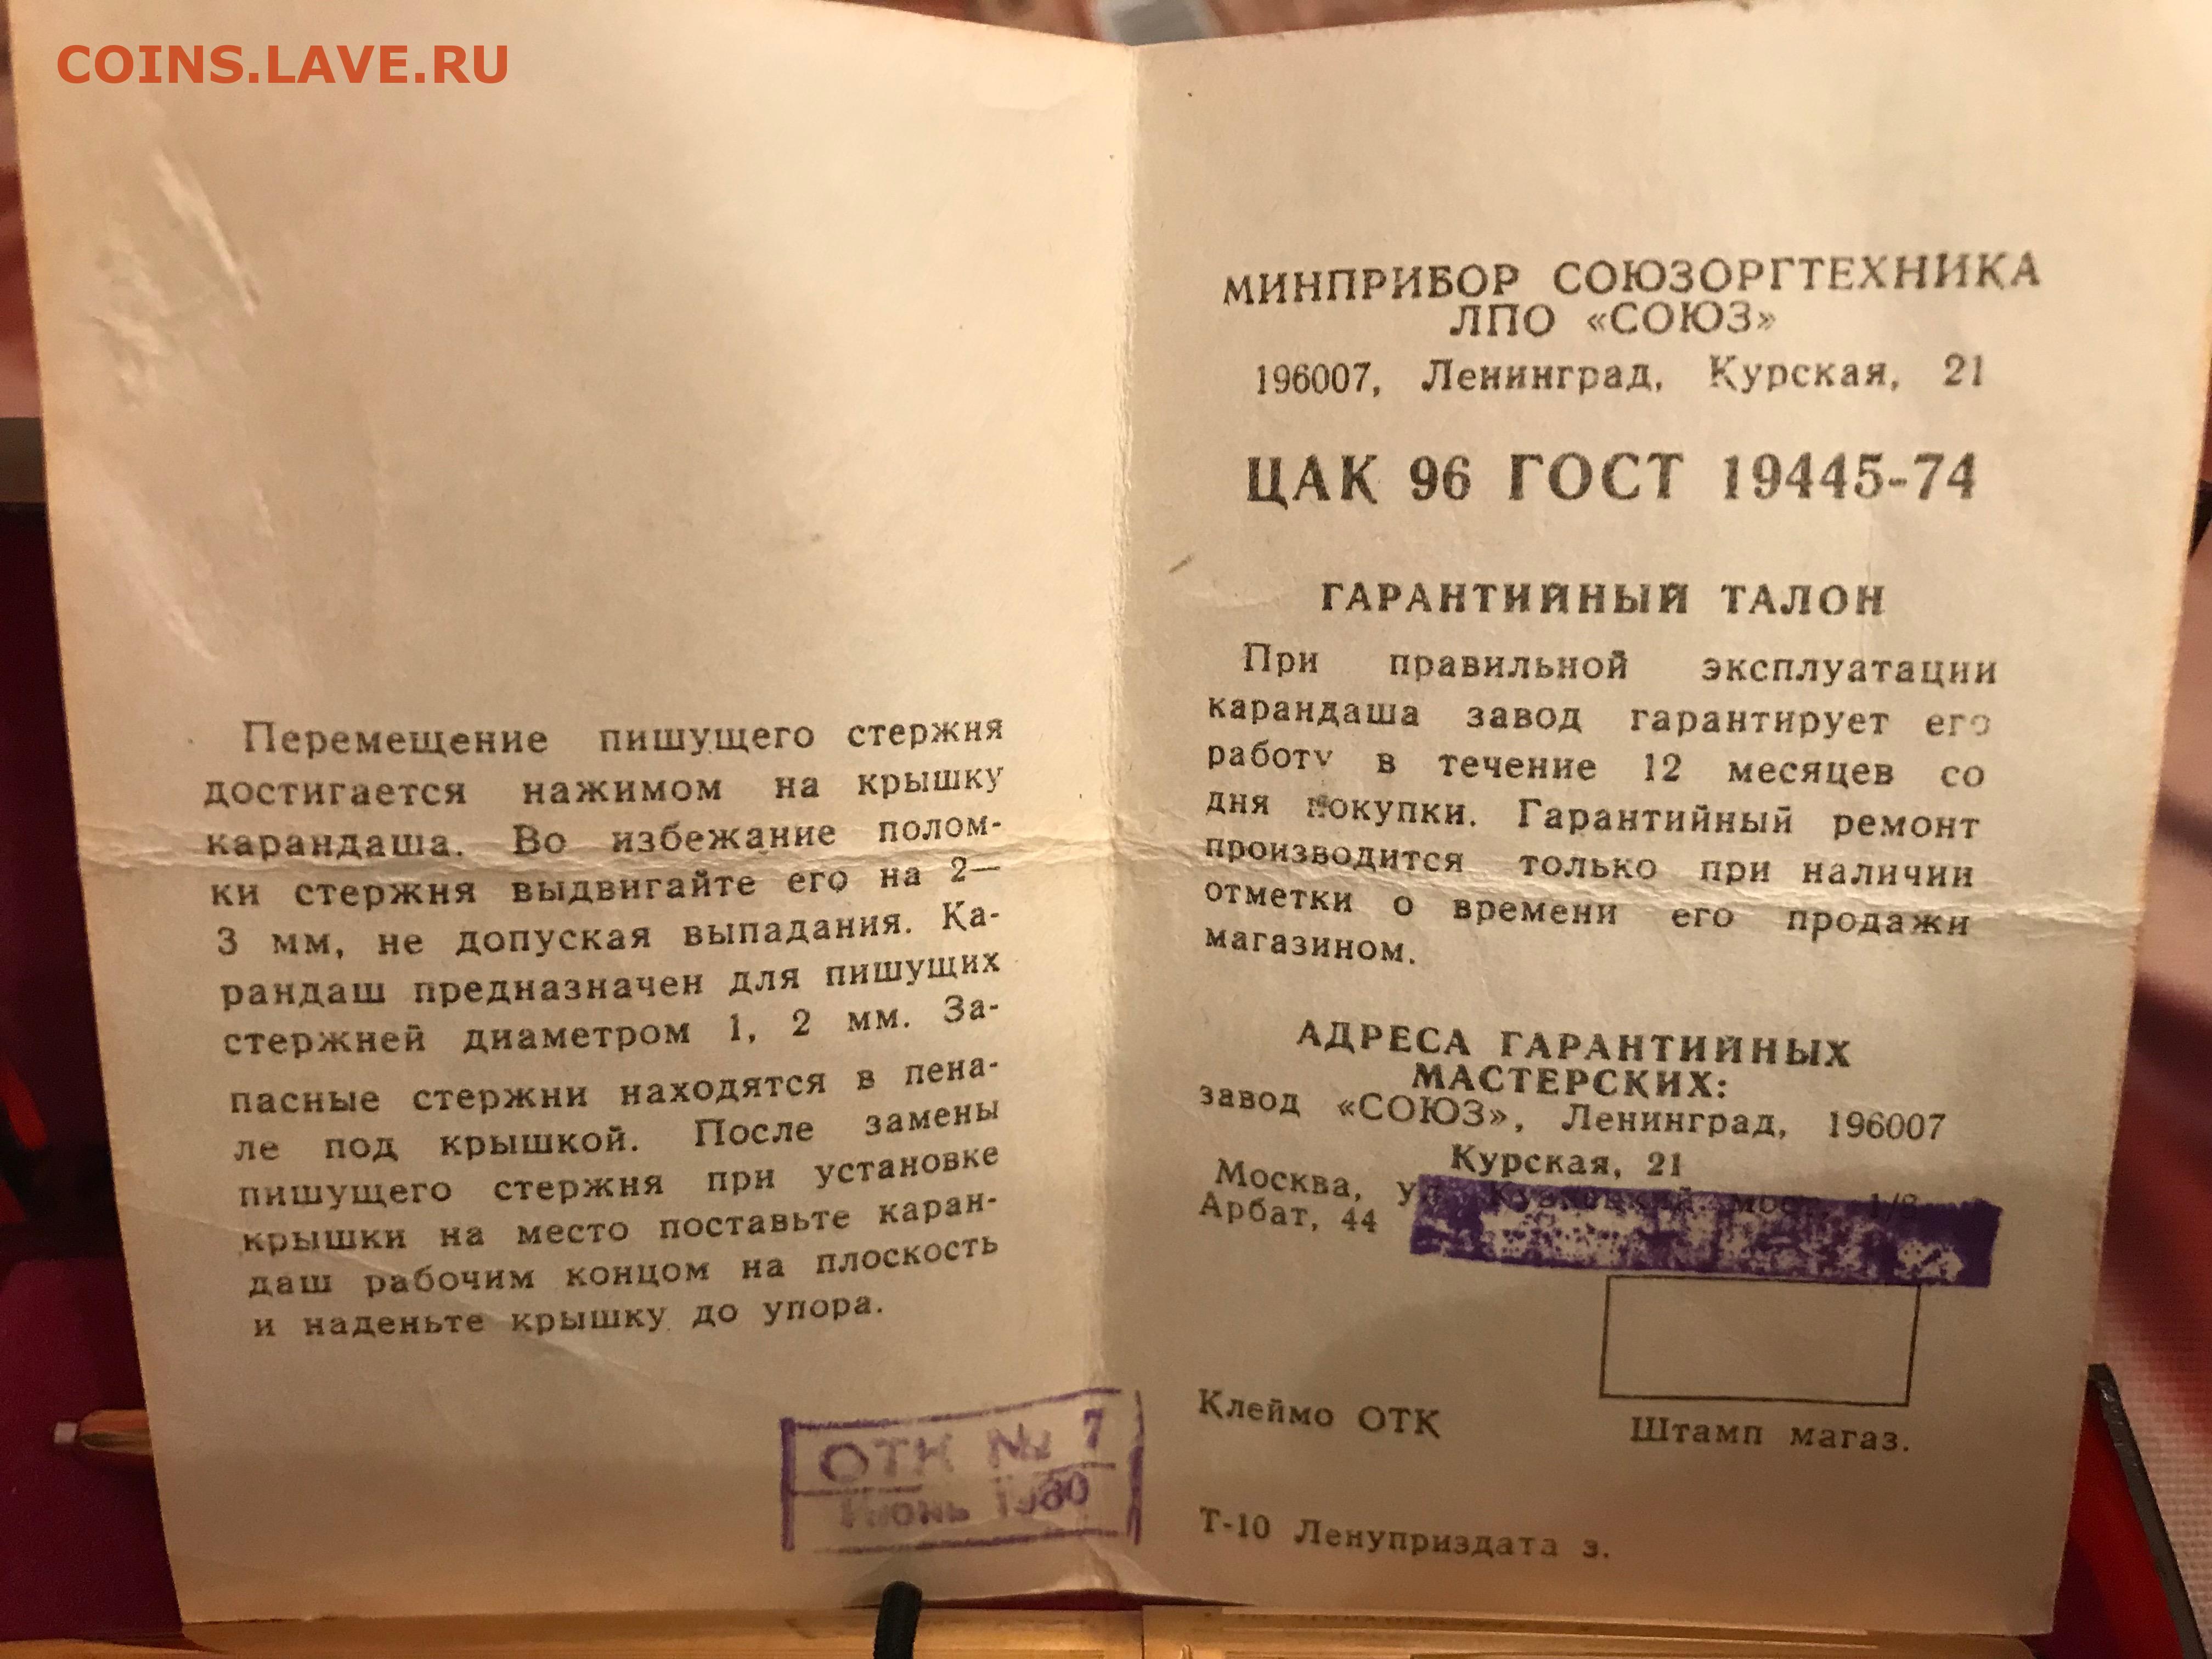 COINS.LAVE.RU
Перемещение пишущего стержня
достигается нажимом на крышку
карандаша. Во избежание полом-
ки стержня выдвигайте его на 2—
3 мм, не допуская выпадания. Ка-
рандаш предназначен для пишущих
стержней диаметром 1, 2 мм. За-
пасные стержни находятся в пена-
ле под крышкой. После замены
пишущего стержня при установке
крышки на место поставьте каран-
даш рабочим концом на плоскость
и наденьте крышку до упора.
ОТК № 7
Июнь 1980
МИНПРИБОР СОЮЗОРГТЕХНИКА
ЛПО «СОЮЗ»
196007, Ленинград, Курская, 21
ЦАК 96 ГОСТ 19445-74
ГАРАНТИЙНЫЙ ТАЛОН
При правильной эксплуатации
карандаша завод гарантирует его
работу в течение 12 месяцев со
дня покупки. Гарантийный ремонт
производится только при наличии
отметки о времени его продажи
магазином.
АДРЕСА ГАРАНТИЙНЫХ
МАСТЕРСКИХ:
завод «СОЮЗ», Ленинград, 196007
Курская, 21
Москва, ул. Кузнецкий мост, 1/8
Арбат, 44
Клеймо ОТК
Штамп магаз.
Т-10 Ленуприздата з.